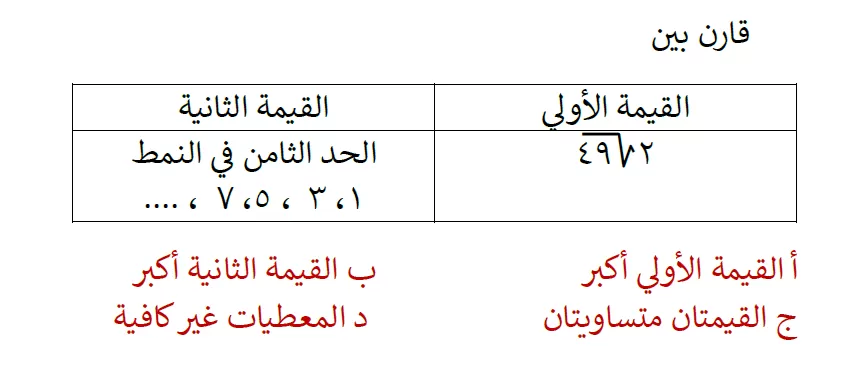 قارن بين
القيمة الأولي القيمة الثانية
٢√٤٩ الحد الثامن في النمط
١، ٣ ، ٥، ٧ ، ....
أ القيمة الأولي أكبر ب القيمة الثانية أكبر
ج القيمتان متساويتان د المعطيات غير كافية